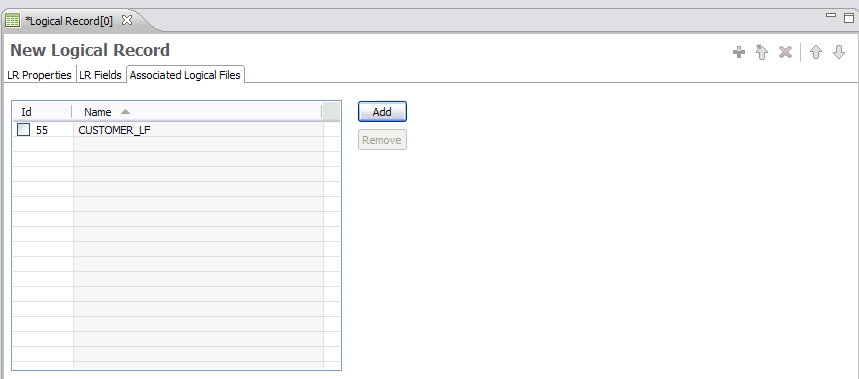 *Logical Record[0]
New Logical Record
LR Properties LR Fields Associated Logical Files
Id Name
55 CUSTOMER_LF
Add
Remove